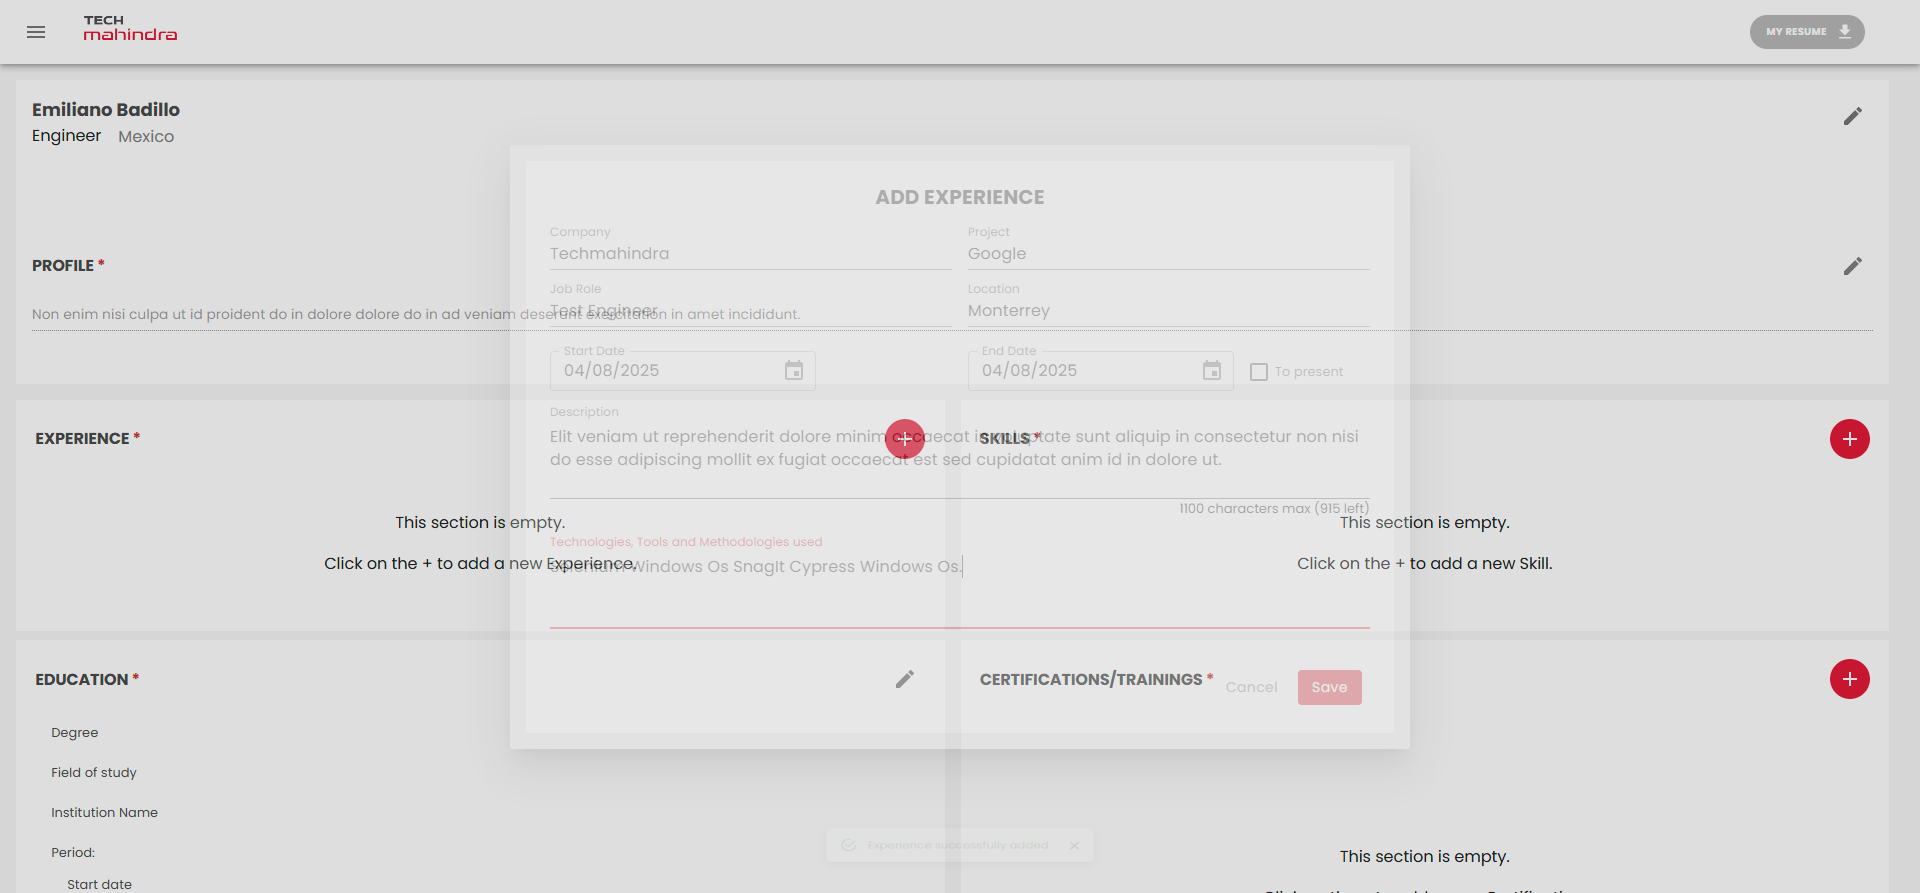 TECH
mahindra
MY RESUME
Emiliano Badillo
Engineer Mexico
ADD EXPERIENCE
Company
Techmahindra
Project
Google
PROFILE *
Job Role
Test Engineer
Location
Monterrey
Non enim nisi culpa ut id proident do in dolore dolore do in ad veniam deserunt exercitation in amet incididunt.
Start Date
04/08/2025
End Date
04/08/2025
To present
Description
Elit veniam ut reprehenderit dolore minim occaecat in voluptate sunt aliquip in consectetur non nisi
do esse adipiscing mollit ex fugiat occaecat est sed cupidatat anim id in dolore ut.
1100 characters max (915 left)
Technologies, Tools and Methodologies used
Selenium Windows Os SnagIt Cypress Windows Os.
Cancel
Save
EXPERIENCE *
This section is empty.
Click on the + to add a new Experience.
SKILLS *
This section is empty.
Click on the + to add a new Skill.
EDUCATION *
Degree
Field of study
Institution Name
Period:
Start date
CERTIFICATIONS/TRAININGS *
This section is empty.
Experience successfully added